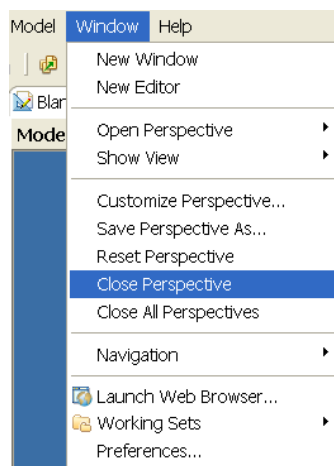 Model Window Help
New Window
New Editor
Blan
Mode
Open Perspective
Show View
Customize Perspective...
Save Perspective As...
Reset Perspective
Close Perspective
Close All Perspectives
Navigation
Launch Web Browser...
Working Sets
Preferences...